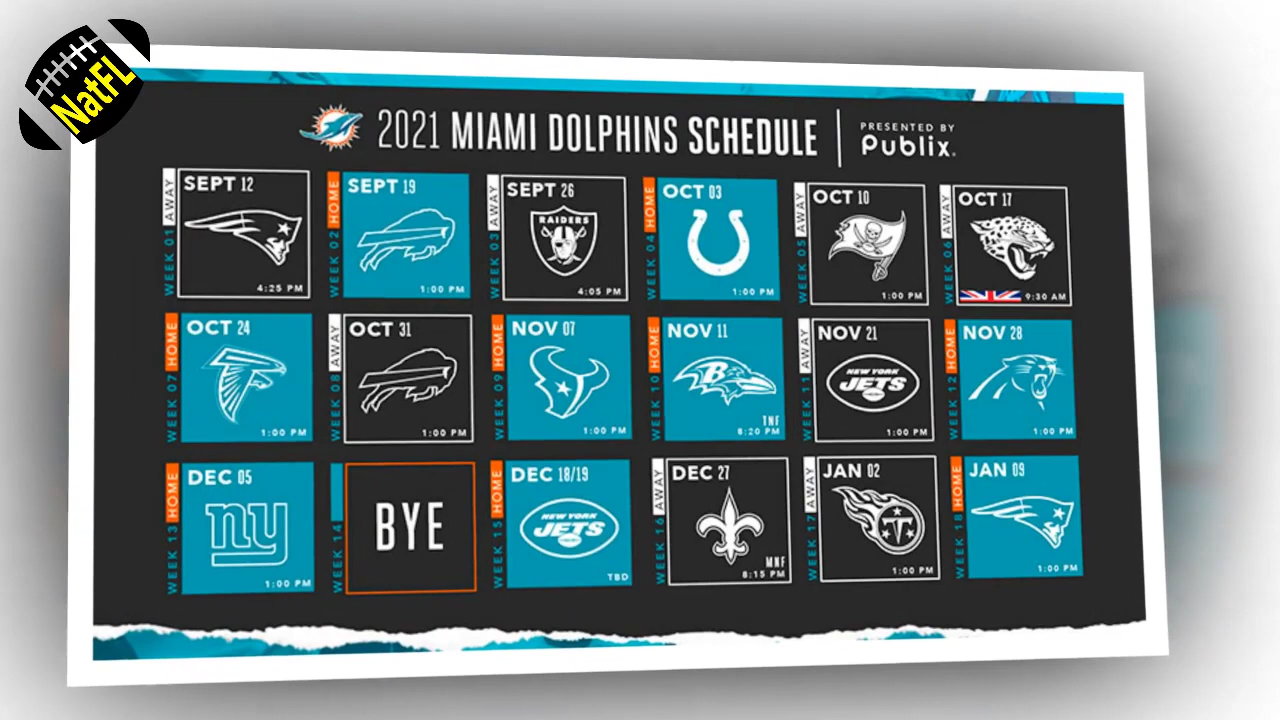 NatFL
2021 MIAMI DOLPHINS SCHEDULE
PRESENTED BY
Publix.
WEEK 01 AWAY
SEPT 12
4:25 PM
WEEK 02 HOME
SEPT 19
1:00 PM
WEEK 03 AWAY
SEPT 26
RAIDERS
4:05 PM
WEEK 04 HOME
OCT 03
1:00 PM
WEEK 05 AWAY
OCT 10
1:00 PM
WEEK 06 AWAY
OCT 17
9:30 AM
WEEK 07 HOME
OCT 24
1:00 PM
WEEK 08 AWAY
OCT 31
1:00 PM
WEEK 09 HOME
NOV 07
1:00 PM
WEEK 10 HOME
NOV 11
B
TNF
8:20 PM
WEEK 11 AWAY
NOV 21
NEW YORK
JETS
1:00 PM
WEEK 12 HOME
NOV 28
1:00 PM
WEEK 13 HOME
DEC 05
ny
1:00 PM
WEEK 14
BYE
WEEK 15 HOME
DEC 18/19
NEW YORK
JETS
TBD
WEEK 16 AWAY
DEC 27
MNF
8:15 PM
WEEK 17 AWAY
JAN 02
T
1:00 PM
WEEK 18 HOME
JAN 09
1:00 PM